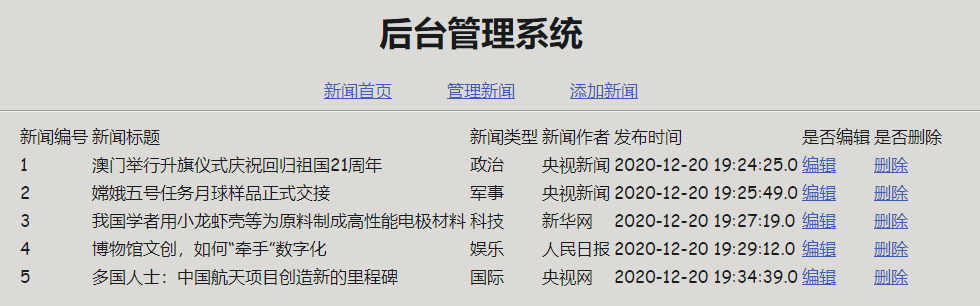 后台管理系统
新闻首页 管理新闻 添加新闻
新闻编号 新闻标题 新闻类型 新闻作者 发布时间 是否编辑 是否删除
1 澳门举行升旗仪式庆祝回归祖国21周年 政治 央视新闻 2020-12-20 19:24:25.0 编辑 删除
2 嫦娥五号任务月球样品正式交接 军事 央视新闻 2020-12-20 19:25:49.0 编辑 删除
3 我国学者用小龙虾壳等为原料制成高性能电极材料 科技 新华网 2020-12-20 19:27:19.0 编辑 删除
4 博物馆文创，如何“牵手”数字化 娱乐 人民日报 2020-12-20 19:29:12.0 编辑 删除
5 多国人士：中国航天项目创造新的里程碑 国际 央视网 2020-12-20 19:34:39.0 编辑 删除